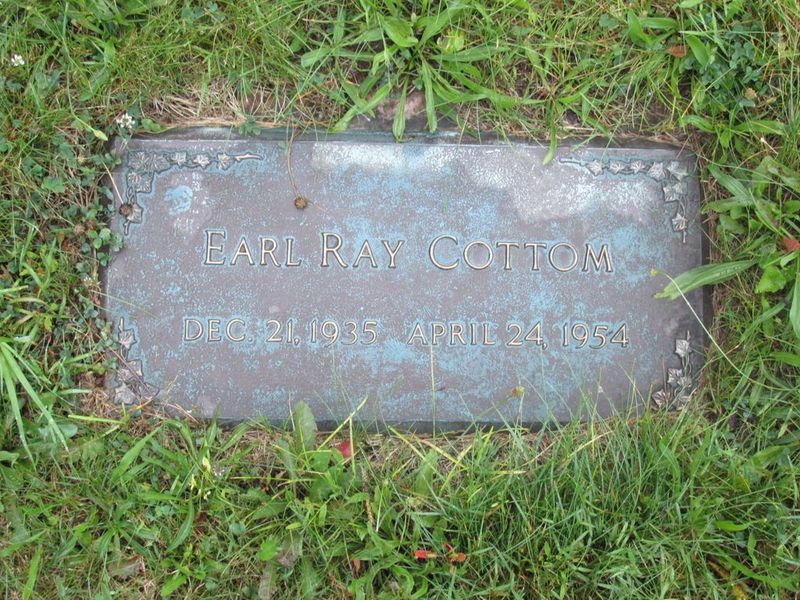 EARL RAY COTTOM
DEC. 21, 1935 APRIL 24, 1954